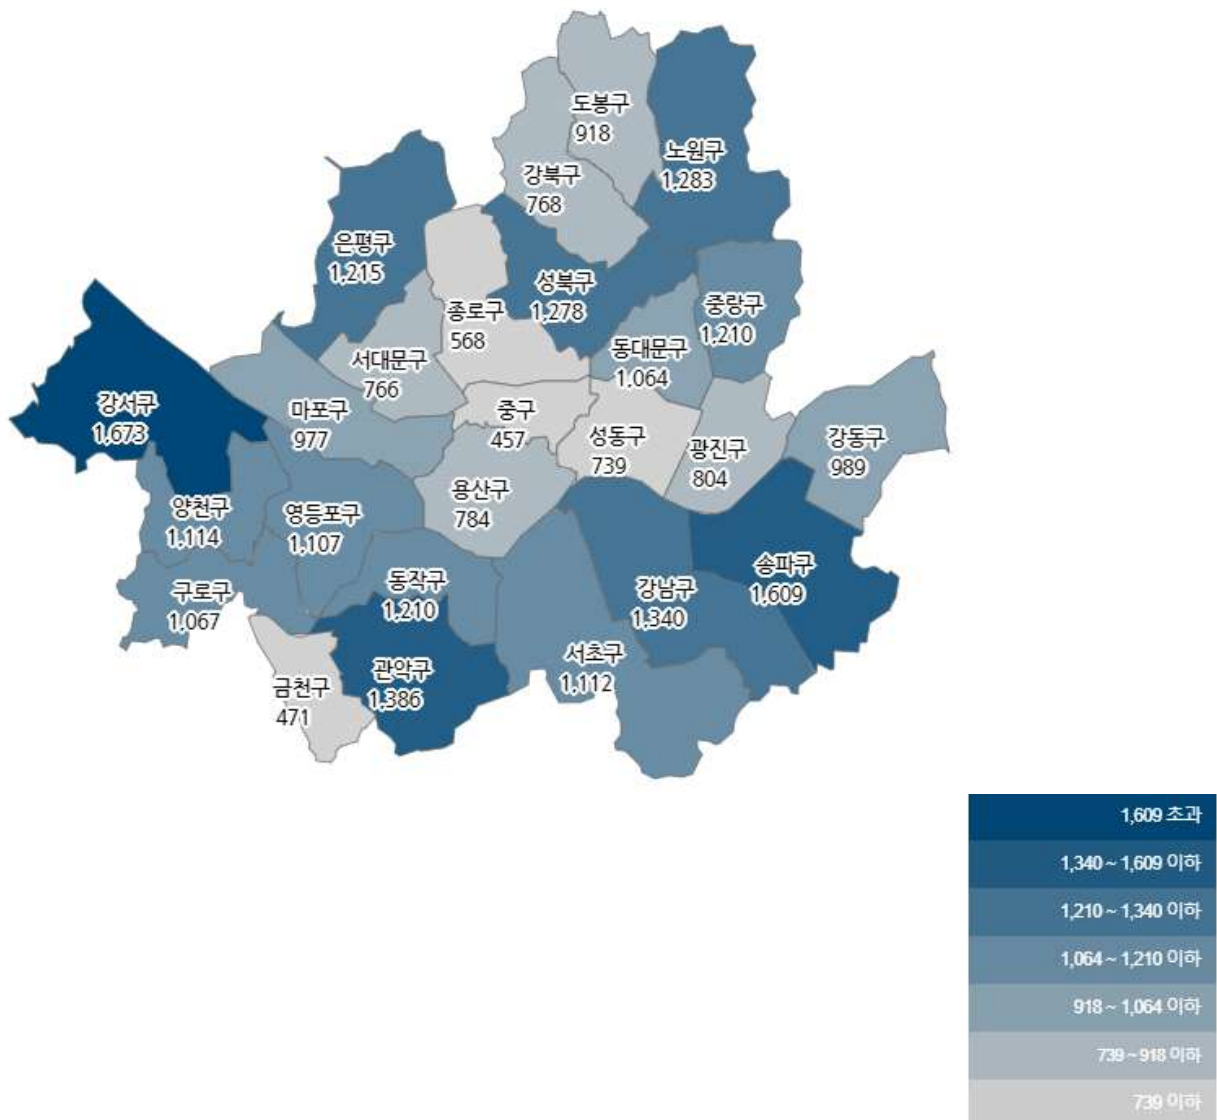 도봉구
918
노원구
1,283
강북구
768
은평구
1,215
성북구
1,278
종로구
568
중랑구
1,210
동대문구
1,064
서대문구
766
강서구
1,673
마포구
977
중구
457
성동구
739
광진구
804
강동구
989
용산구
784
양천구
1,114
영등포구
1,107
동작구
1,210
구로구
1,067
강남구
1,340
송파구
1,609
서초구
1,112
관악구
1,386
금천구
471
1,609 초과
1,340 ~ 1,609 이하
1,210 ~ 1,340 이하
1,064 ~ 1,210 이하
918 ~ 1,064 이하
739 ~ 918 이하
739 이하